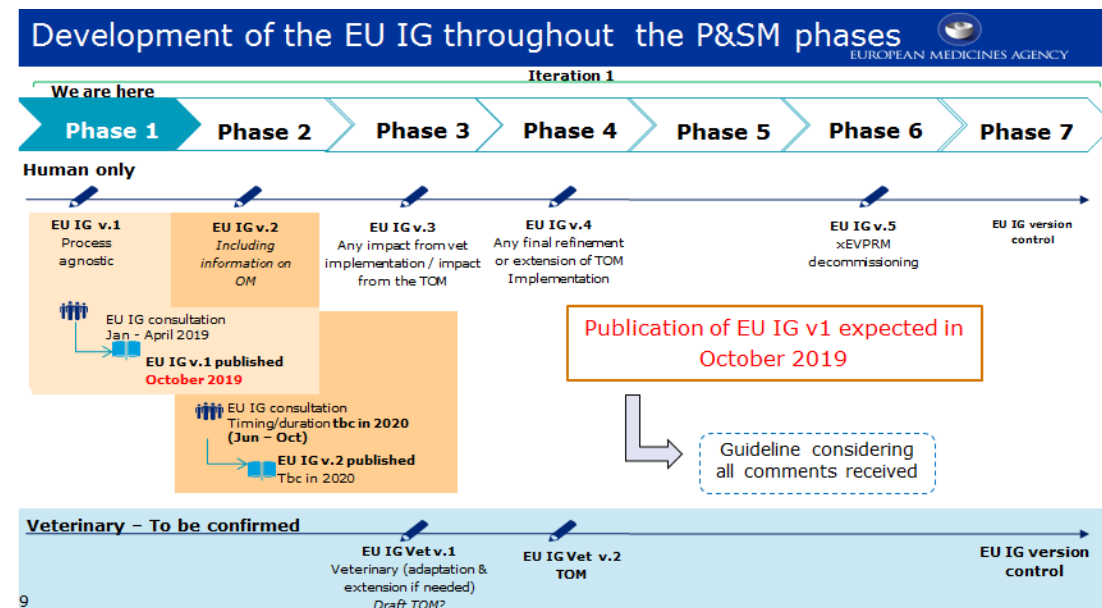 Development of the EU IG throughout the P&SM phases
EUROPEAN MEDICINES AGENCY
Iteration 1
We are here
Phase 1
Phase 2
Phase 3
Phase 4
Phase 5
Phase 6
Phase 7
Human only
EU IG v.1
Process
agnostic
EU IG v.2
Including
information on
OM
EU IG v.3
Any impact from vet
implementation / impact
from the TOM
EU IG v.4
Any final refinement
or extension of TOM
Implementation
EU IG v.5
xEVPRM
decommissioning
EU IG version
control
EU IG consultation
Jan - April 2019
EU IG v.1 published
October 2019
EU IG consultation
Timing/duration tbc in 2020
(Jun – Oct)
EU IG v.2 published
Tbc in 2020
Publication of EU IG v1 expected in
October 2019
Guideline considering
all comments received
Veterinary – To be confirmed
EU IG Vet v.1
Veterinary (adaptation &
extension if needed)
Draft TOM?
EU IG Vet v.2
TOM
EU IG version
control
9